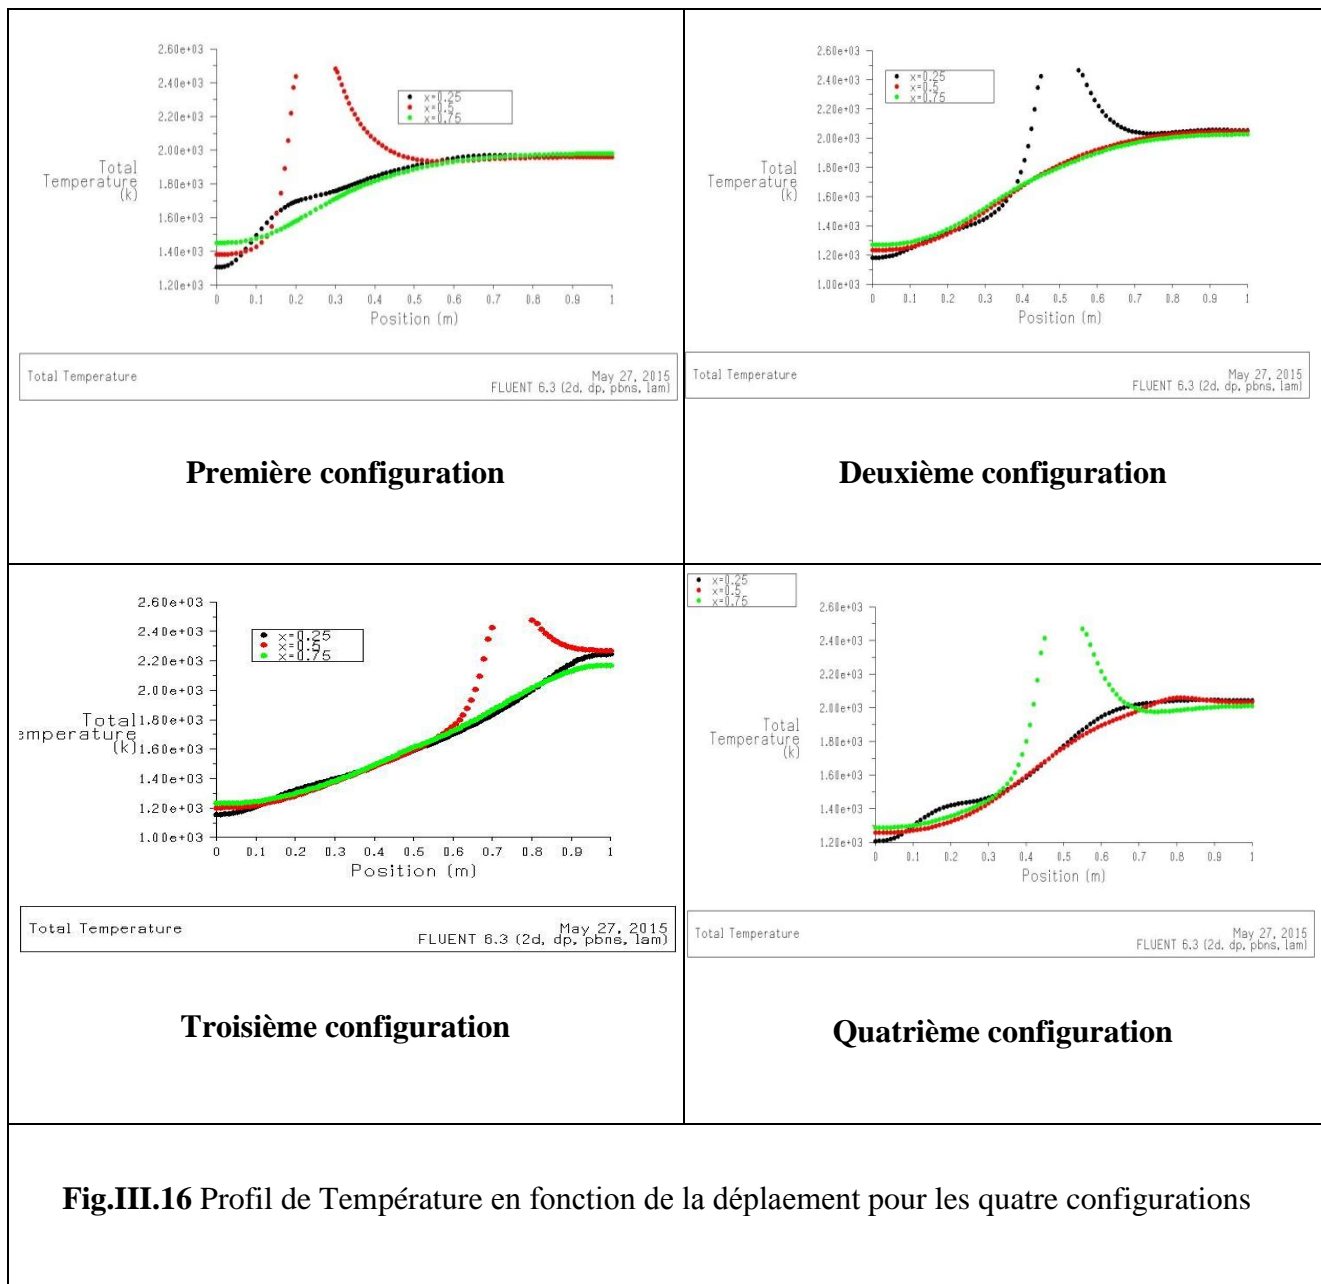 2.60e+03
2.40e+03
2.20e+03
2.00e+03
1.80e+03
1.60e+03
1.40e+03
1.20e+03
Total
Temperature
(k)
x=0.25
x=0.5
x=0.75
0 0.1 0.2 0.3 0.4 0.5 0.6 0.7 0.8 0.9 1
Position (m)
Total Temperature
May 27, 2015
FLUENT 6.3 (2d, dp, pbns, lam)
Première configuration
2.60e+03
2.40e+03
2.20e+03
2.00e+03
1.80e+03
1.60e+03
1.40e+03
1.20e+03
1.00e+03
Total
Temperature
(k)
x=0.25
x=0.5
x=0.75
0 0.1 0.2 0.3 0.4 0.5 0.6 0.7 0.8 0.9 1
Position (m)
Total Temperature
May 27, 2015
FLUENT 6.3 (2d, dp, pbns, lam)
Deuxième configuration
2.60e+03
2.40e+03
2.20e+03
2.00e+03
1.80e+03
1.60e+03
1.40e+03
1.20e+03
1.00e+03
Total
emperature
(k)
x=0.25
x=0.5
x=0.75
0 0.1 0.2 0.3 0.4 0.5 0.6 0.7 0.8 0.9 1
Position (m)
Total Temperature
May 27, 2015
FLUENT 6.3 (2d, dp, pbns, lam)
Troisième configuration
x=0.25
x=0.5
x=0.75
2.60e+03
2.40e+03
2.20e+03
2.00e+03
1.80e+03
1.60e+03
1.40e+03
1.20e+03
Total
Temperature
(k)
0 0.1 0.2 0.3 0.4 0.5 0.6 0.7 0.8 0.9 1
Position (m)
Total Temperature
May 27, 2015
FLUENT 6.3 (2d, dp, pbns, lam)
Quatrième configuration
Fig.III.16 Profil de Température en fonction de la déplaement pour les quatre configurations